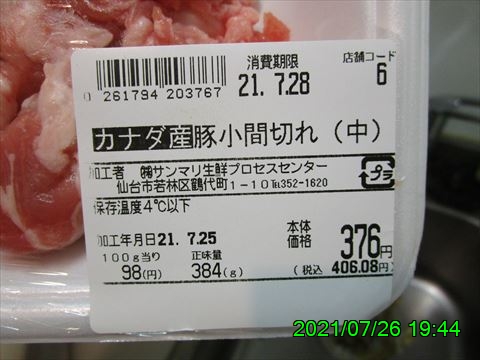 消費期限
店舗コード
21. 7.28
6
0 261794 203767
カナダ産豚小間切れ（中）
加工者 ㈱サンマリ生鮮プロセスセンター
仙台市若林区鶴代町1-10℡352-1620
プラ
保存温度4℃以下
加工年月日21. 7.25
本体価格 376円
100g当り 正味量
98(円) 384(g)
(税込 406.08円)
2021/07/26 19:44